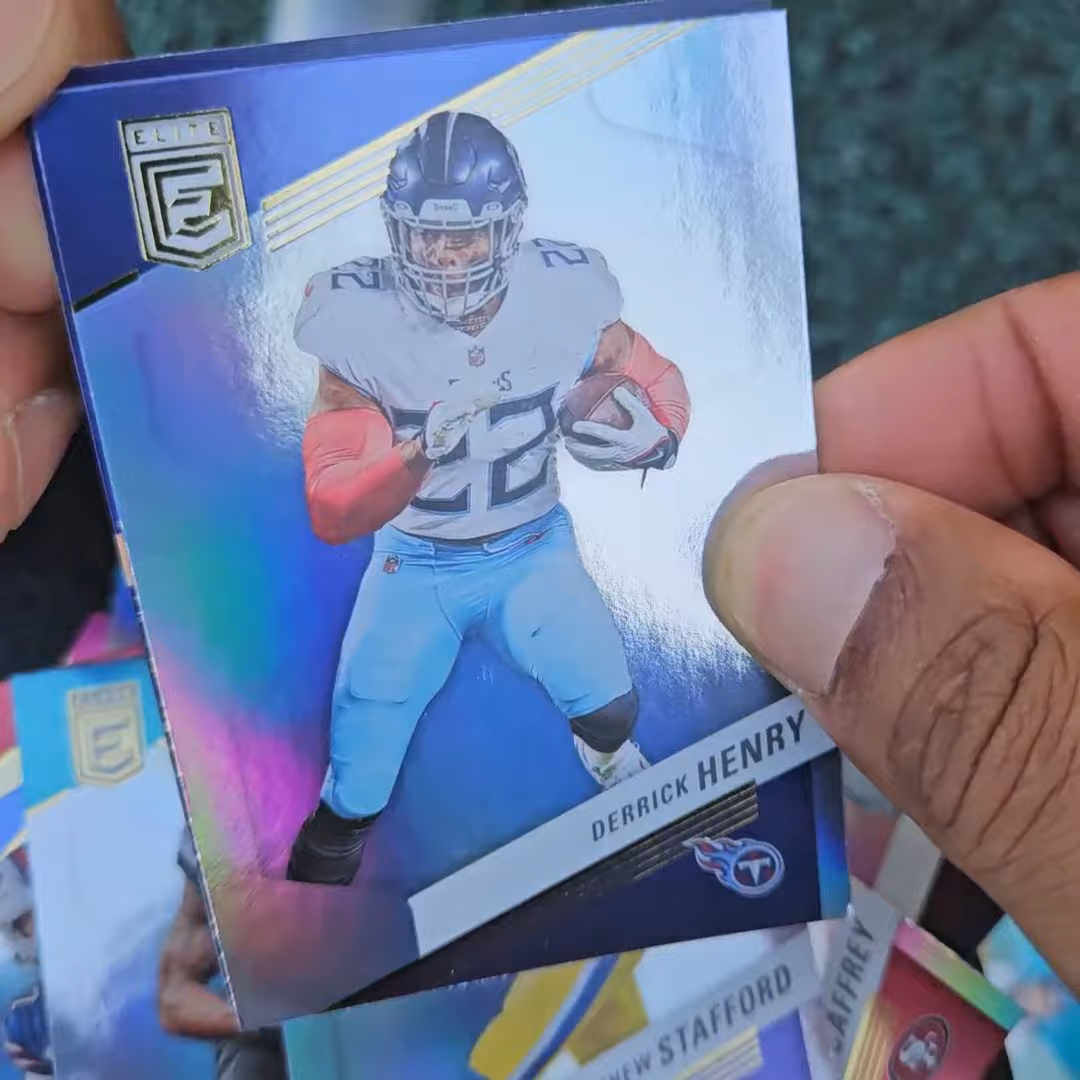 ELITE
E
22 22
22
DERRICK HENRY
T
E
STAFFORD
AFFREY